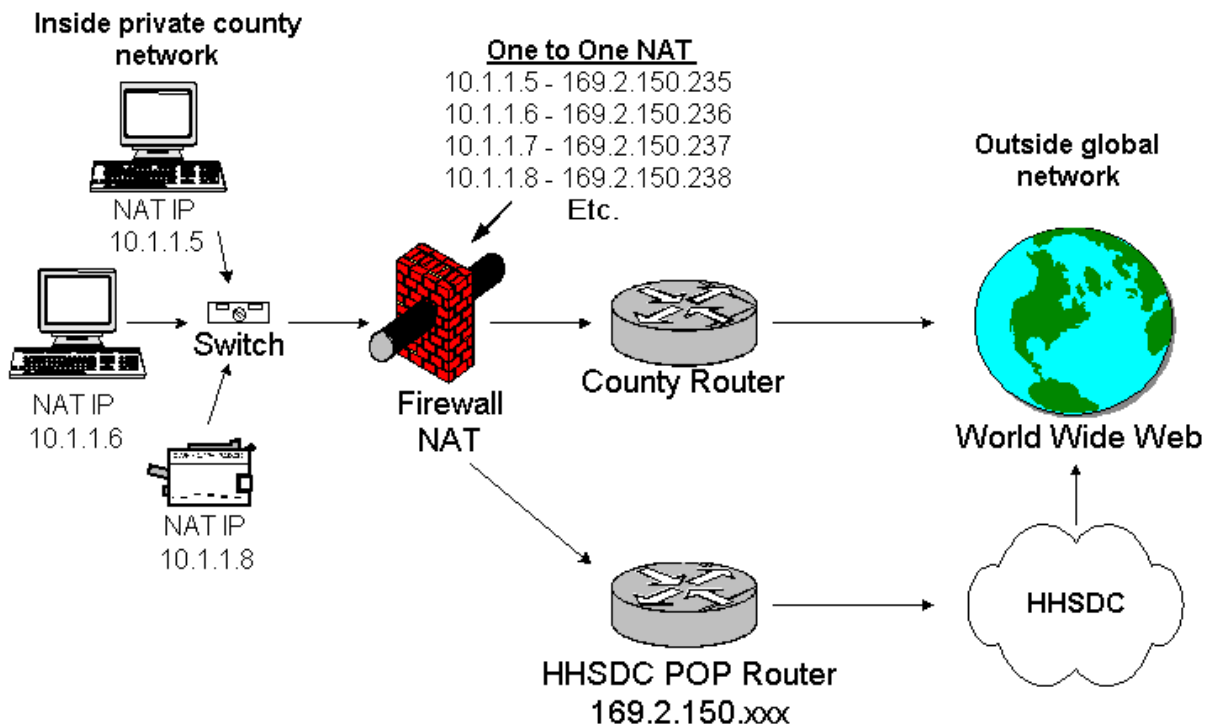 Inside private county
network
One to One NAT
10.1.1.5 - 169.2.150.235
10.1.1.6 - 169.2.150.236
10.1.1.7 - 169.2.150.237
10.1.1.8 - 169.2.150.238
Etc.
Outside global
network
NAT IP
10.1.1.5
Switch
NAT IP
10.1.1.6
NAT IP
10.1.1.8
Firewall
NAT
County Router
World Wide Web
HHSDC
HHSDC POP Router
169.2.150.xxx